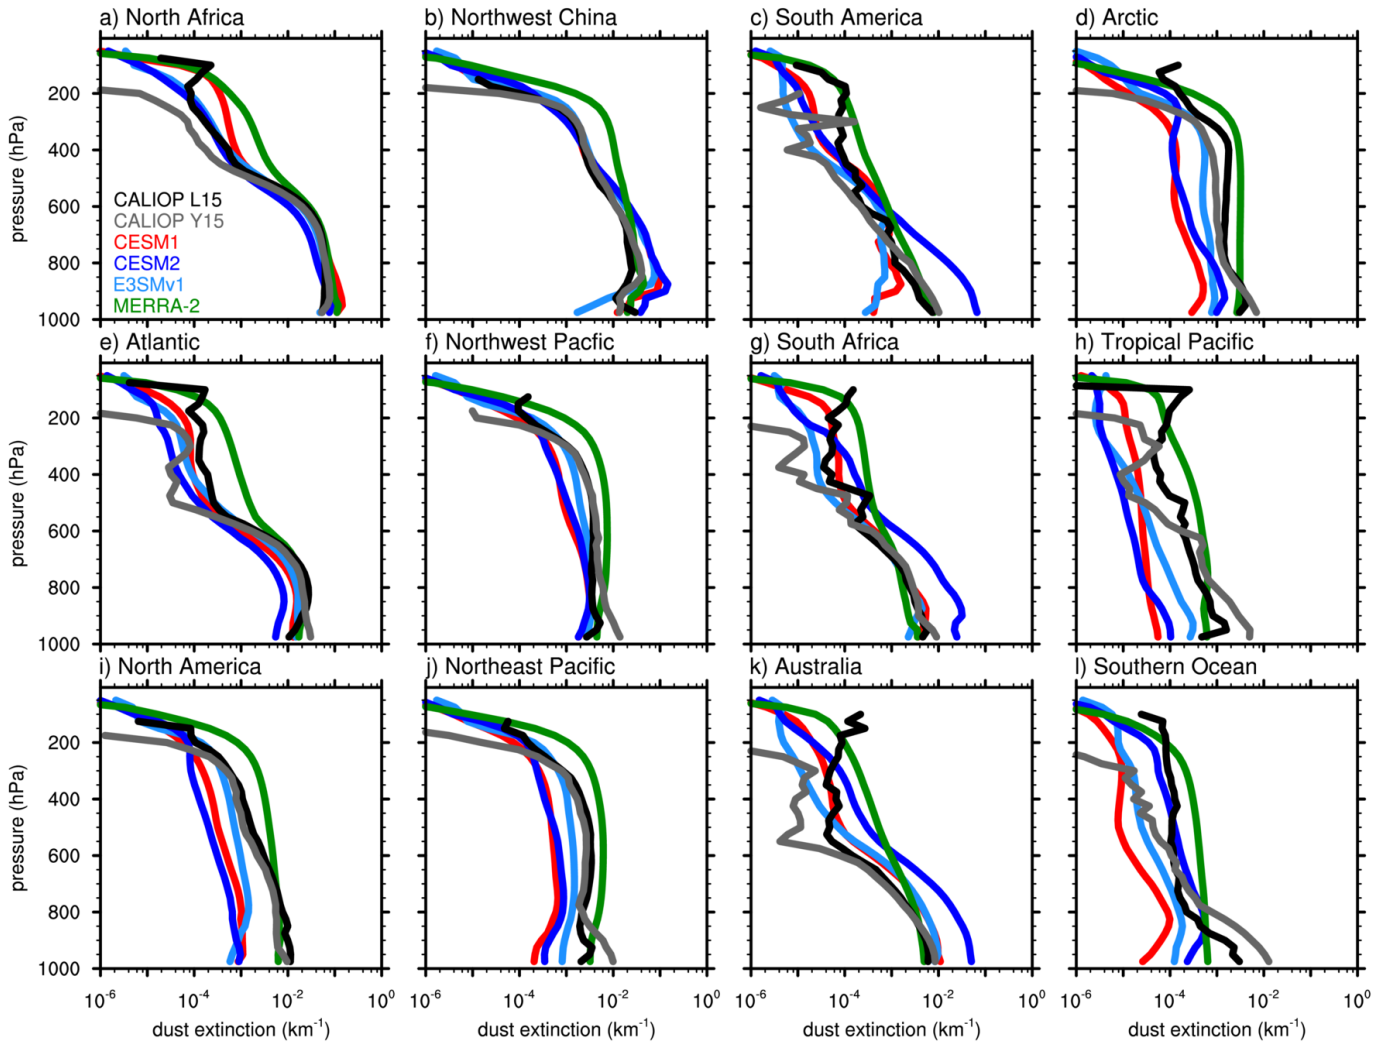 a) North Africa
b) Northwest China
c) South America
d) Arctic
pressure (hPa)
200
400
600
800
1000
CALIOP L15
CALIOP Y15
CESM1
CESM2
E3SMv1
MERRA-2
e) Atlantic
f) Northwest Pacfic
g) South Africa
h) Tropical Pacific
pressure (hPa)
200
400
600
800
1000
i) North America
j) Northeast Pacific
k) Australia
l) Southern Ocean
pressure (hPa)
200
400
600
800
1000
10⁻⁶ 10⁻⁴ 10⁻² 10⁰ 10⁻⁶ 10⁻⁴ 10⁻² 10⁰ 10⁻⁶ 10⁻⁴ 10⁻² 10⁰ 10⁻⁶ 10⁻⁴ 10⁻² 10⁰
dust extinction (km⁻¹) dust extinction (km⁻¹) dust extinction (km⁻¹) dust extinction (km⁻¹)